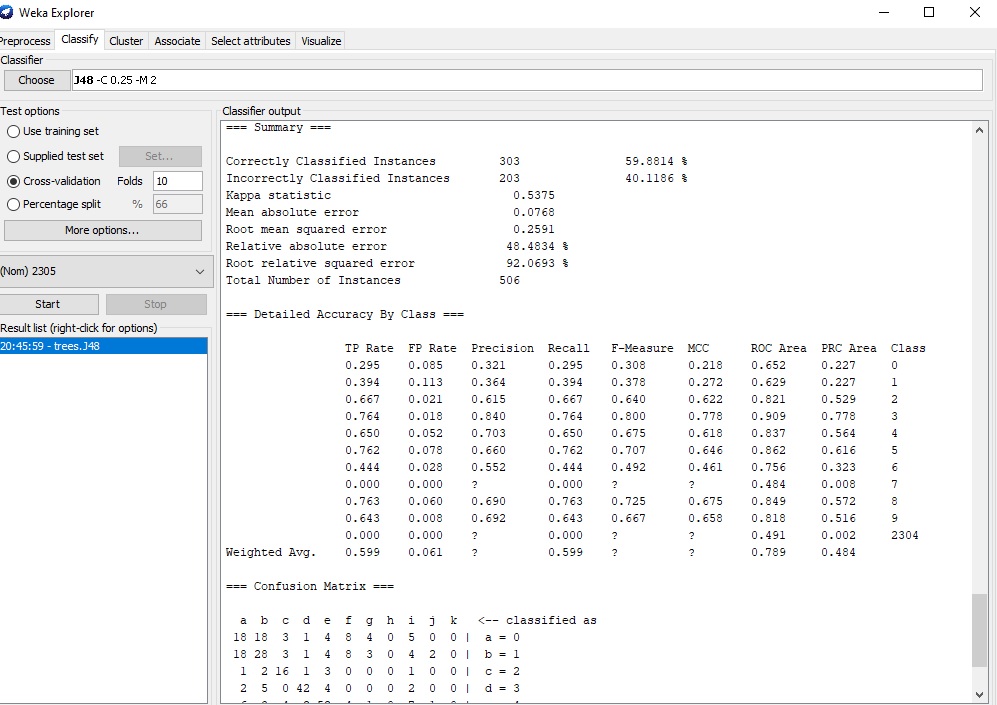 Weka Explorer
Preprocess Classify Cluster Associate Select attributes Visualize
Classifier
Choose J48 -C 0.25 -M 2
Test options
Use training set
Supplied test set Set...
Cross-validation Folds 10
Percentage split % 66
More options...
(Nom) 2305
Start Stop
Result list (right-click for options)
20:45:59 - trees.J48
Classifier output
=== Summary ===
Correctly Classified Instances 303 59.8814 %
Incorrectly Classified Instances 203 40.1186 %
Kappa statistic 0.5375
Mean absolute error 0.0768
Root mean squared error 0.2591
Relative absolute error 48.4834 %
Root relative squared error 92.0693 %
Total Number of Instances 506
=== Detailed Accuracy By Class ===
TP Rate FP Rate Precision Recall F-Measure MCC ROC Area PRC Area Class
0.295 0.085 0.321 0.295 0.308 0.218 0.652 0.227 0
0.394 0.113 0.364 0.394 0.378 0.272 0.629 0.227 1
0.667 0.021 0.615 0.667 0.640 0.622 0.821 0.529 2
0.764 0.018 0.840 0.764 0.800 0.778 0.909 0.778 3
0.650 0.052 0.703 0.650 0.675 0.618 0.837 0.564 4
0.762 0.078 0.660 0.762 0.707 0.646 0.862 0.616 5
0.444 0.028 0.552 0.444 0.492 0.461 0.756 0.323 6
0.000 0.000 ? 0.000 ? ? 0.484 0.008 7
0.763 0.060 0.690 0.763 0.725 0.675 0.849 0.572 8
0.643 0.008 0.692 0.643 0.667 0.658 0.818 0.516 9
0.000 0.000 ? 0.000 ? ? 0.491 0.002 2304
Weighted Avg. 0.599 0.061 ? 0.599 ? ? 0.789 0.484
=== Confusion Matrix ===
a b c d e f g h i j k <-- classified as
18 18 3 1 4 8 4 0 5 0 0 | a = 0
18 28 3 1 4 8 3 0 4 2 0 | b = 1
1 2 16 1 3 0 0 0 1 0 0 | c = 2
2 5 0 42 4 0 0 0 2 0 0 | d = 3